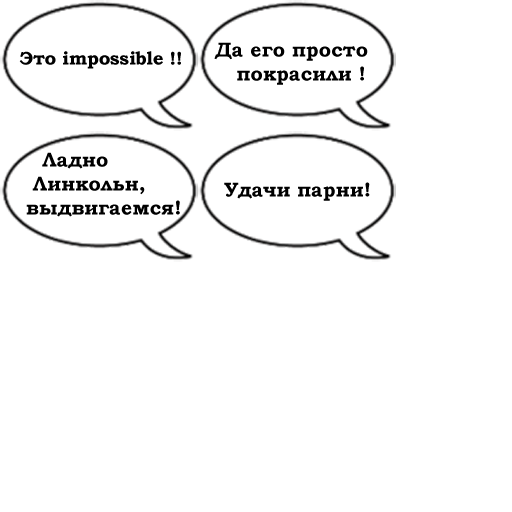 Это impossible !!
Да его просто
покрасили !
Ладно
Линкольн,
выдвигаемся!
Удачи парни!